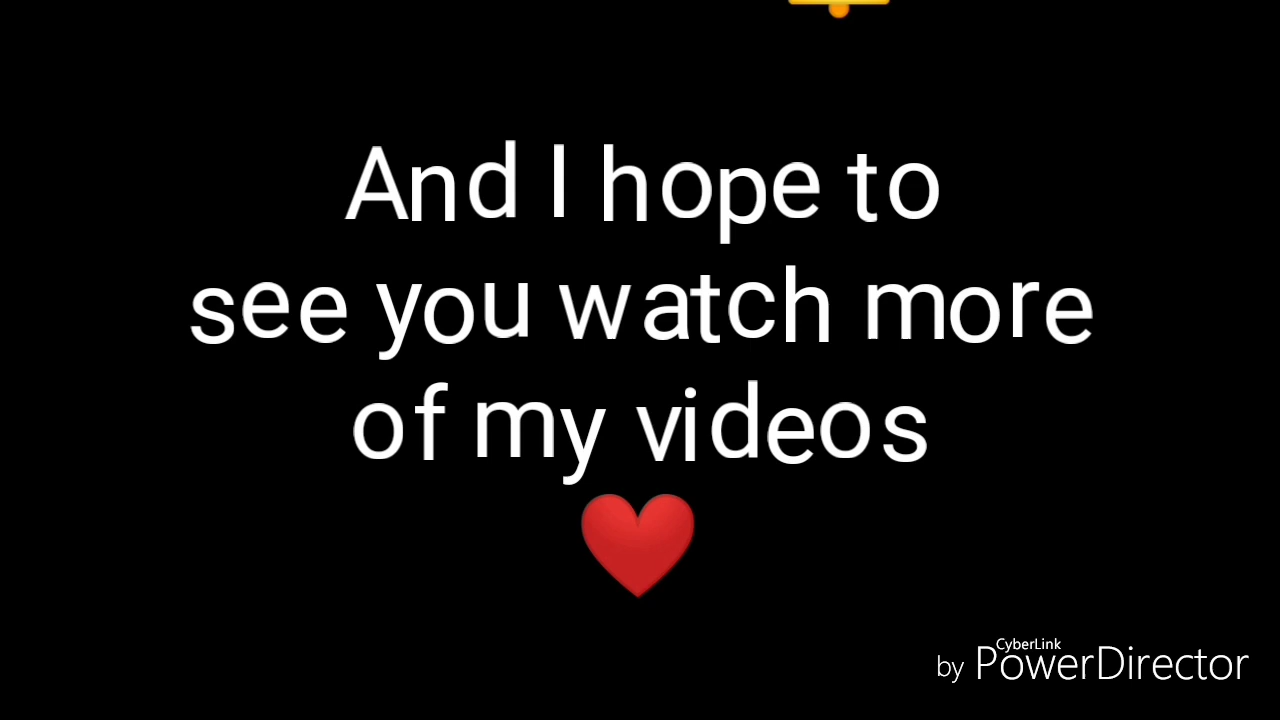 And I hope to
see you watch more
of my videos
❤️
CyberLink
by PowerDirector